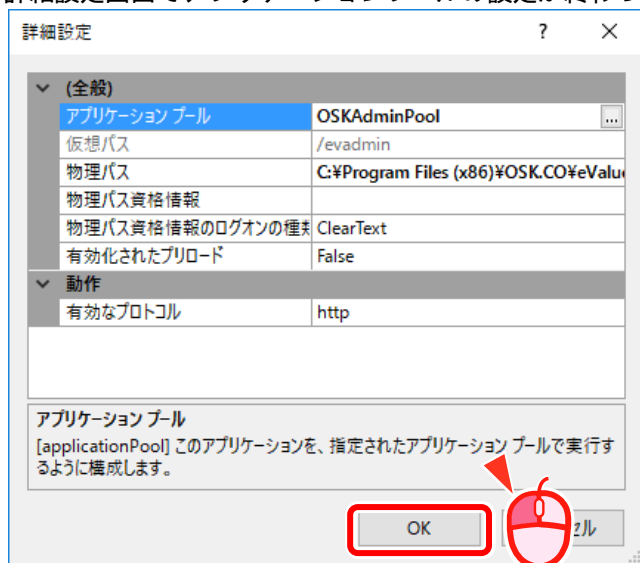 詳細設定 ? ×
(全般)
アプリケーション プール OSKAdminPool ...
仮想パス /evadmin
物理パス C:¥Program Files (x86)¥OSK.CO¥eValu
物理パス資格情報
物理パス資格情報のログオンの種 ClearText
有効化されたプリロード False
動作
有効なプロトコル http
アプリケーション プール
[applicationPool] このアプリケーションを、指定されたアプリケーション プールで実行す
るように構成します。
OK